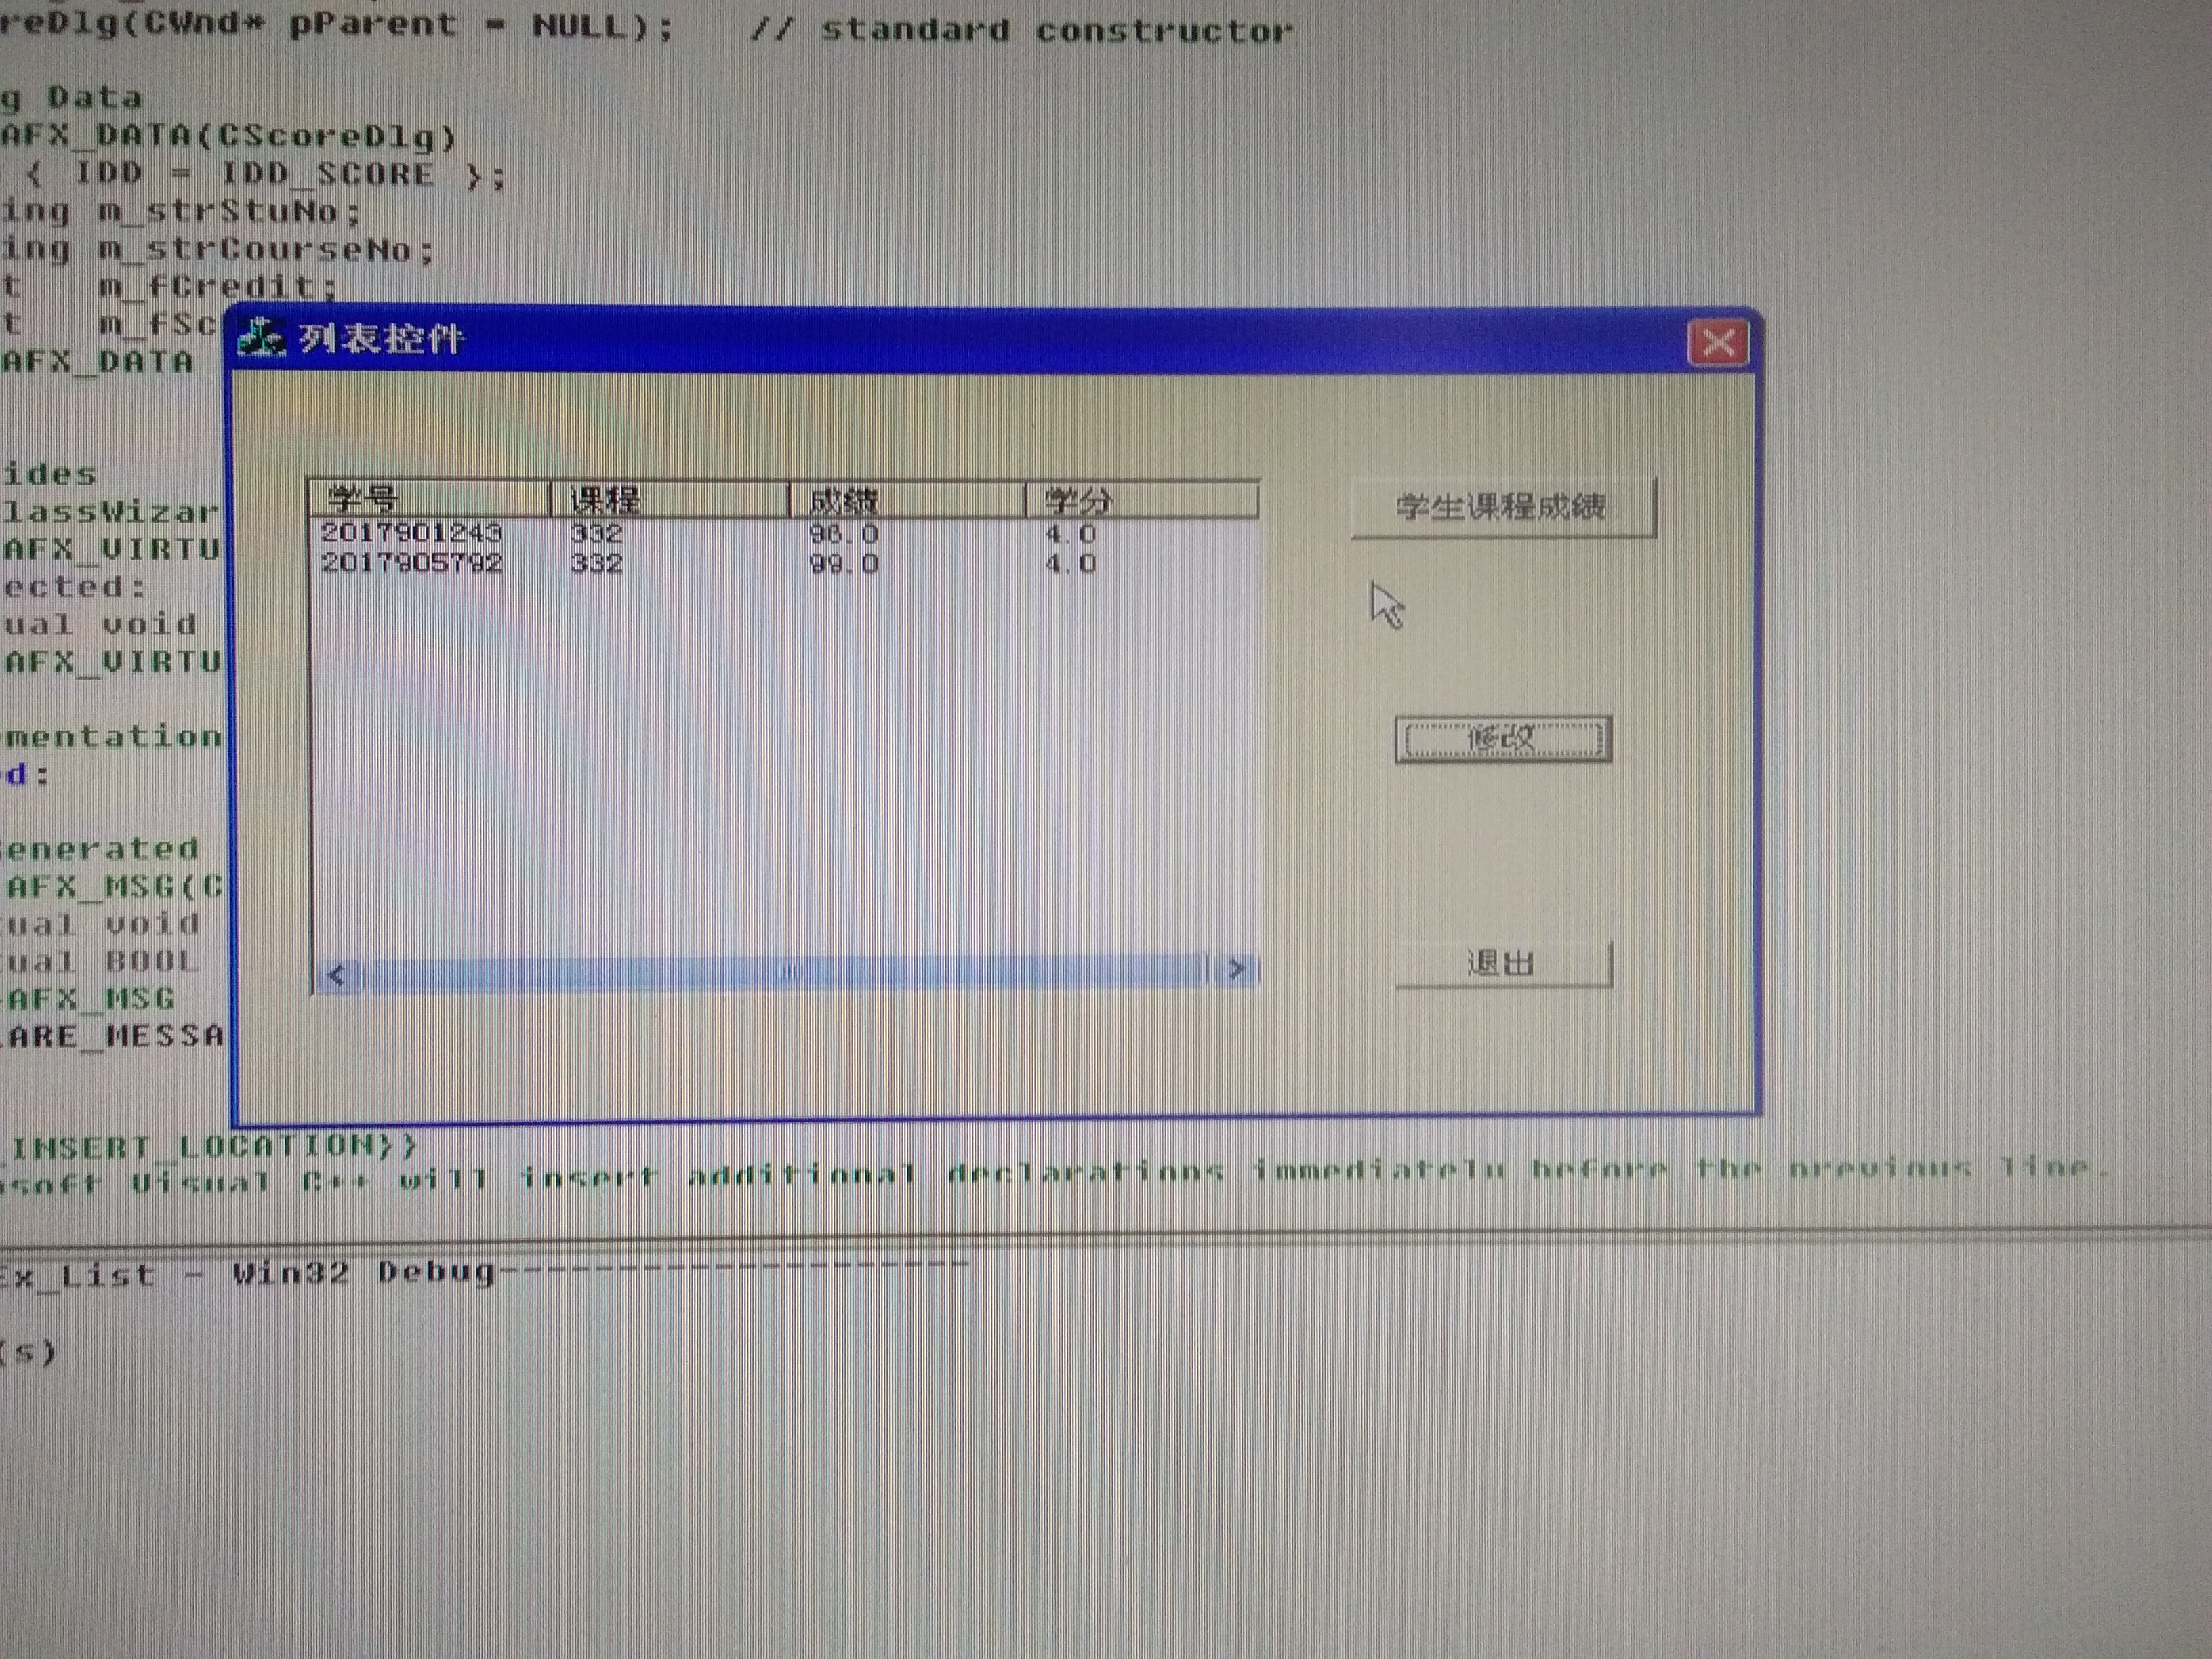 reDlg(CWnd* pParent = NULL);   // standard constructor
g Data
AFX_DATA(CScoreDlg)
{ IDD = IDD_SCORE };
ing m_strStuNo;
ing m_strCourseNo;
t    m_fCredit;
t    m_fSc
AFX_DATA
列表控件
ides
lassWizar
AFX_VIRTU
ected:
ual void
AFX_VIRTU
mentation
d:
enerated
AFX_MSG(C
ual void
ual BOOL
AFX_MSG
ARE_MESSA
学号 课程 成绩 学分
2017901243 332 96.0 4.0
2017905792 332 99.0 4.0
学生课程成绩
修改
退出
_INSERT_LOCATION}}
osoft Visual C++ will insert additional declarations immediately before the previous line.
Ex_List - Win32 Debug--------------------
(s)